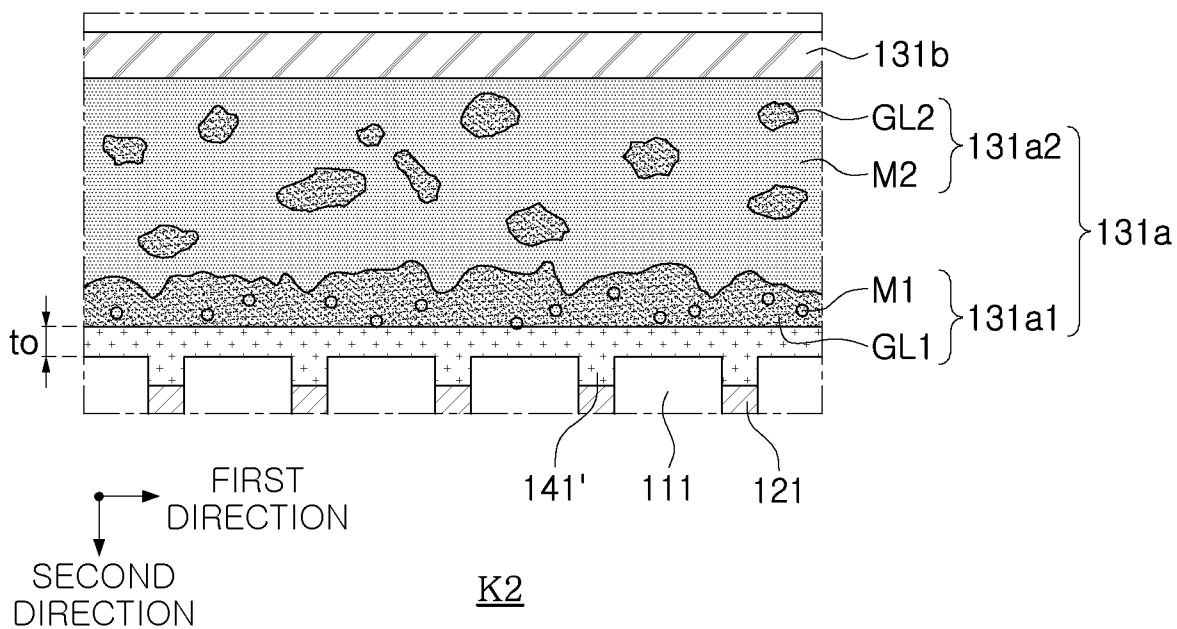 131b
GL2
131a2
M2
131a
M1
131a1
GL1
to
141'
111
121
FIRST
DIRECTION
SECOND
DIRECTION
K2